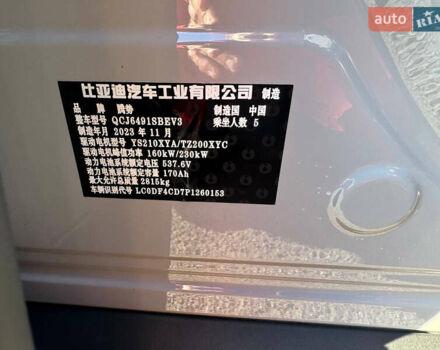 auto RIA
比亚迪汽车工业有限公司 制造
品 牌 腾势 制造国 中国
整车型号 QCJ6491SBEV3 乘坐人数 5
制造年月 2023 年 11 月
驱动电机型号 YS210XYA/TZ200XYC
驱动电机峰值功率 160kW/230kW
动力电池系统额定电压 537.6V
动力电池系统额定容量 170Ah
最大允许总质量 2815kg
车辆识别代号 LC0DF4CD7P1260153